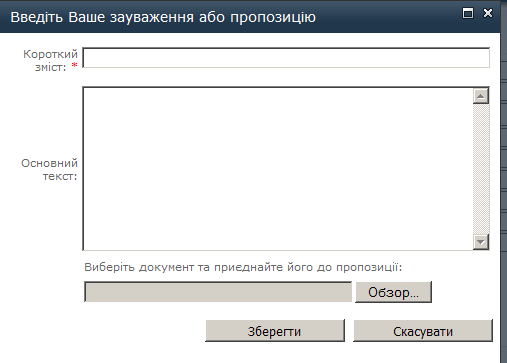 Введіть Ваше зауваження або пропозицію
Короткий
зміст: *
Основний
текст:
Виберіть документ та приєднайте його до пропозиції:
Обзор...
Зберегти
Скасувати